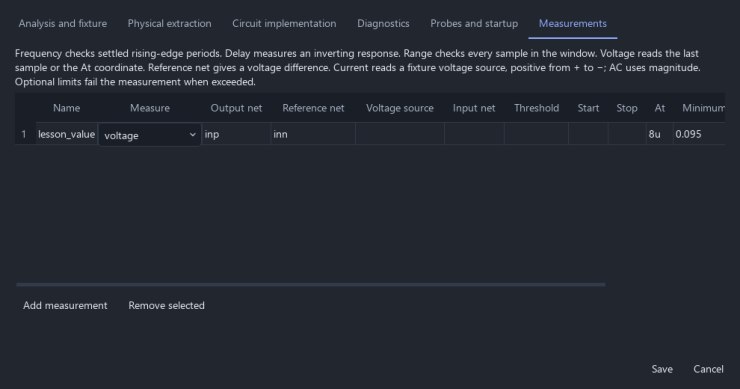 Analysis and fixture Physical extraction Circuit implementation Diagnostics Probes and startup Measurements
Frequency checks settled rising-edge periods. Delay measures an inverting response. Range checks every sample in the window. Voltage reads the last
sample or the At coordinate. Reference net gives a voltage difference. Current reads a fixture voltage source, positive from + to −; AC uses magnitude.
Optional limits fail the measurement when exceeded.
Name Measure Output net Reference net Voltage source Input net Threshold Start Stop At Minimum
1 lesson_value voltage inp inn 8u 0.095
Add measurement Remove selected
Save Cancel